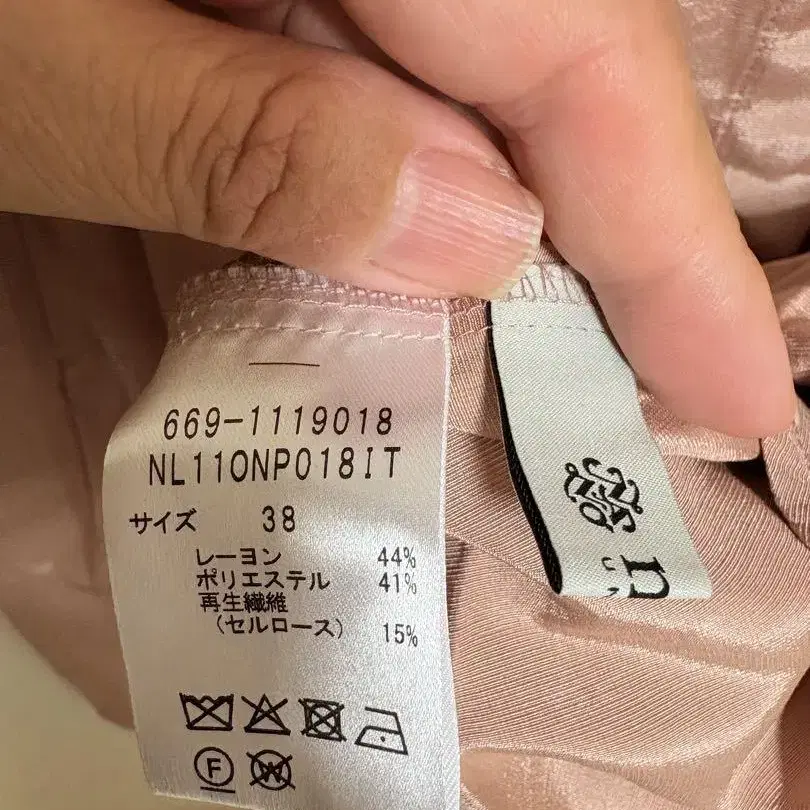 669-1119018
NL11ONP018IT
サイズ 38
レーヨン 44%
ポリエステル 41%
再生繊維
(セルロース) 15%
F
W
n